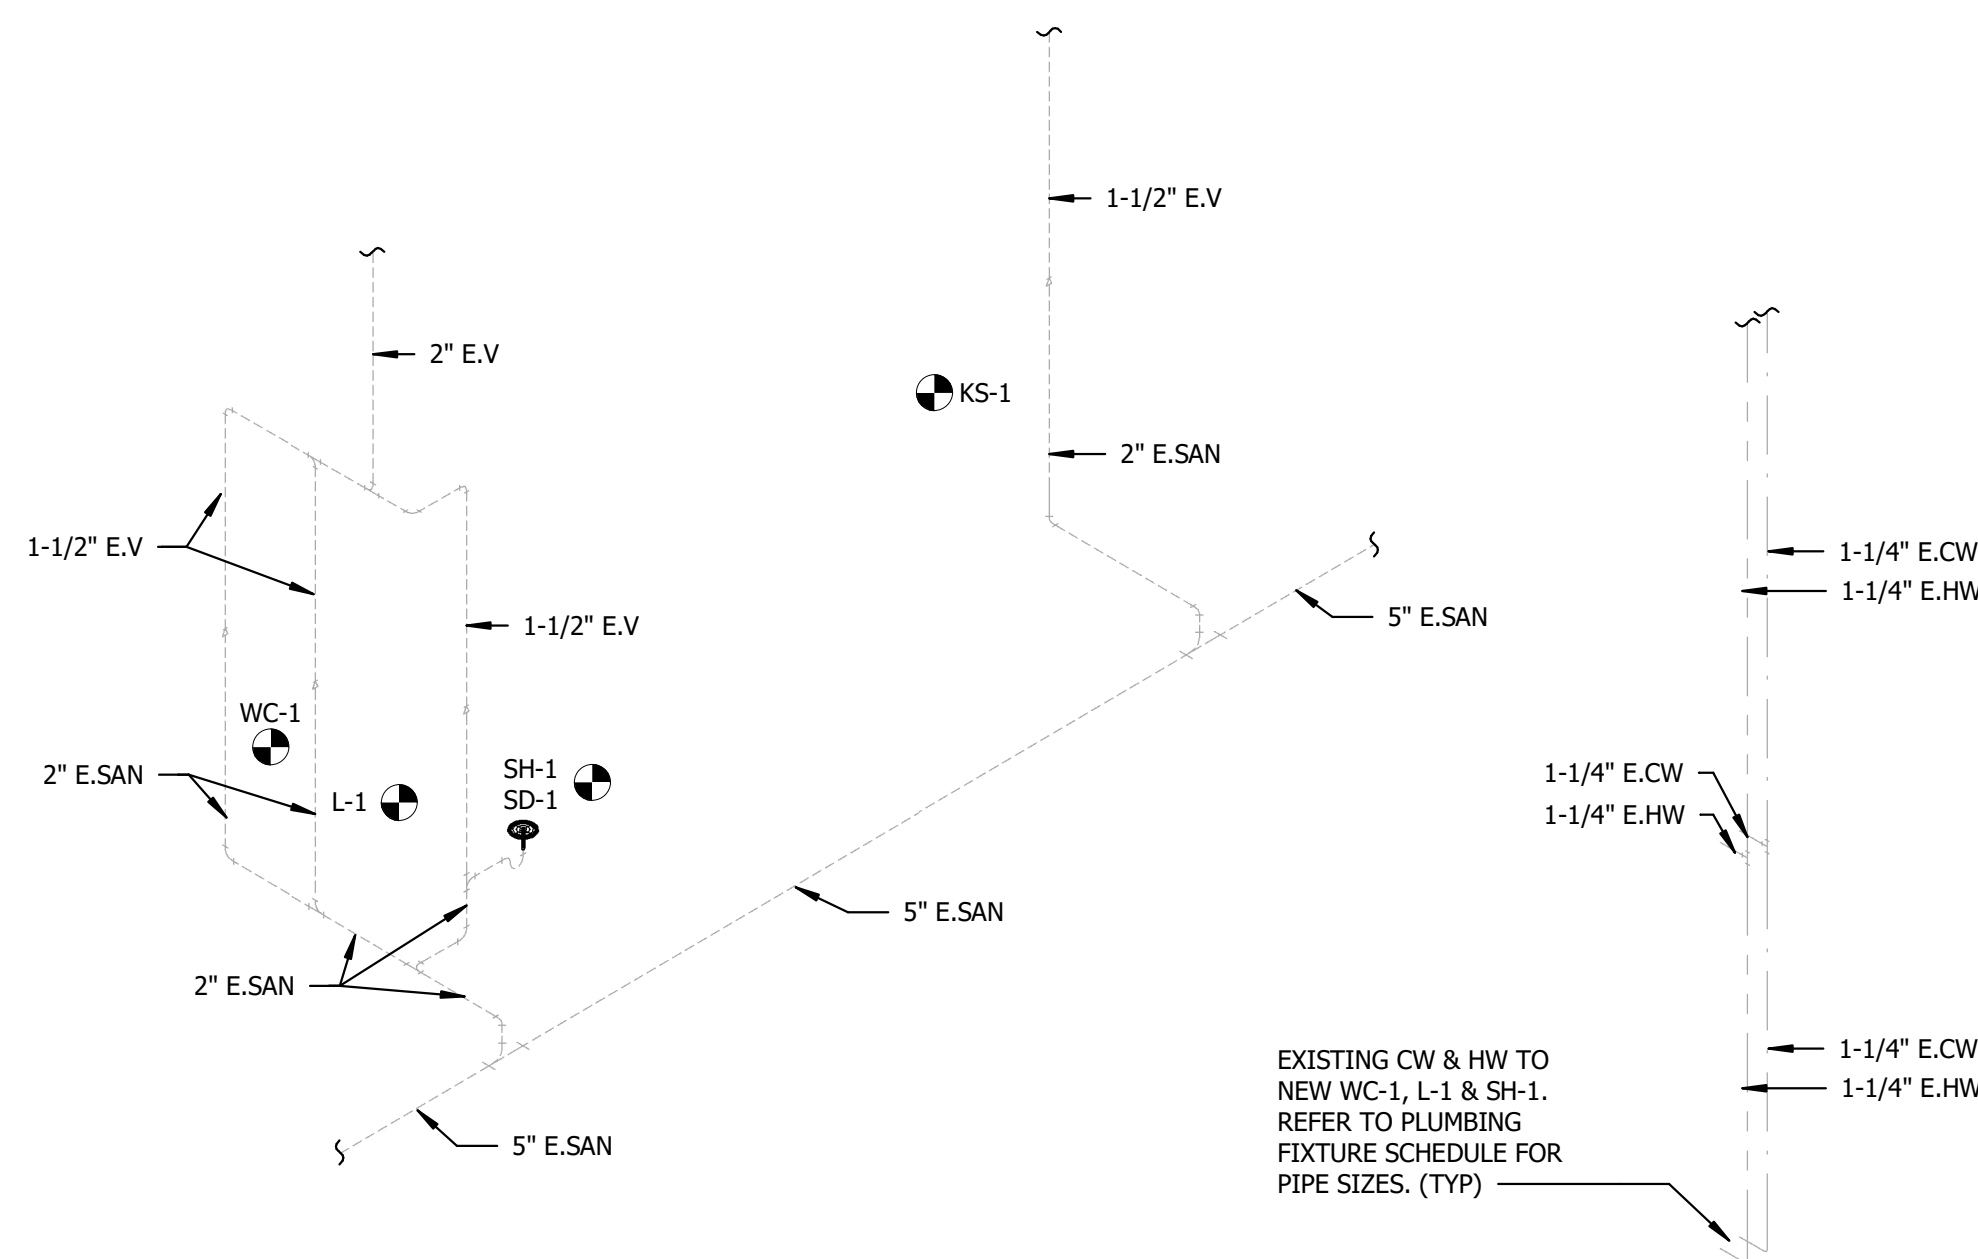 1-1/2" E.V
2" E.V
KS-1
2" E.SAN
1-1/2" E.V
1-1/2" E.V
5" E.SAN
1-1/4" E.CW
1-1/4" E.HW
WC-1
2" E.SAN
L-1
SH-1
SD-1
1-1/4" E.CW
1-1/4" E.HW
5" E.SAN
2" E.SAN
5" E.SAN
1-1/4" E.CW
1-1/4" E.HW
EXISTING CW & HW TO
NEW WC-1, L-1 & SH-1.
REFER TO PLUMBING
FIXTURE SCHEDULE FOR
PIPE SIZES. (TYP)